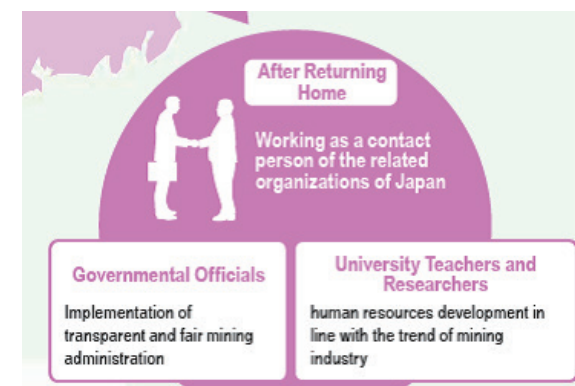 After Returning
Home
Working as a contact
person of the related
organizations of Japan
Governmental Officials
Implementation of
transparent and fair mining
administration
University Teachers and
Researchers
human resources development in
line with the trend of mining
industry